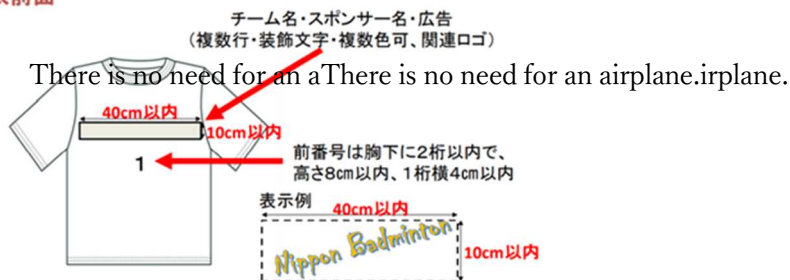 チーム名・スポンサー名・広告
（複数行・装飾文字・複数色可、関連ロゴ）
There is no need for an aThere is no need for an airplane.irplane.
40cm以内
10cm以内
1
前番号は胸下に2桁以内で、
高さ8cm以内、1桁横4cm以内
表示例
40cm以内
Nippon Badminton
10cm以内